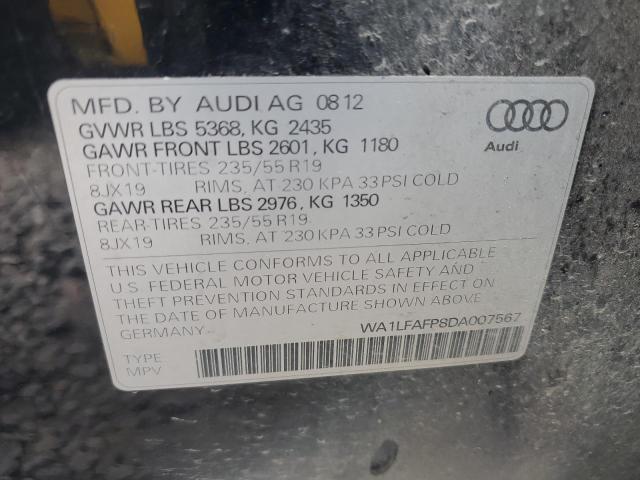 MFD. BY AUDI AG 08 12
GVWR LBS 5368, KG 2435
GAWR FRONT LBS 2601, KG 1180
FRONT-TIRES 235/55 R19
8JX19 RIMS, AT 230 KPA 33 PSI COLD
GAWR REAR LBS 2976, KG 1350
REAR-TIRES 235/55 R19
8JX19 RIMS, AT 230 KPA 33 PSI COLD
Audi
THIS VEHICLE CONFORMS TO ALL APPLICABLE
U.S. FEDERAL MOTOR VEHICLE SAFETY AND
THEFT PREVENTION STANDARDS IN EFFECT ON
THE DATE OF MANUFACTURE SHOWN ABOVE
GERMANY
WA1LFAFP8DA007567
TYPE
MPV